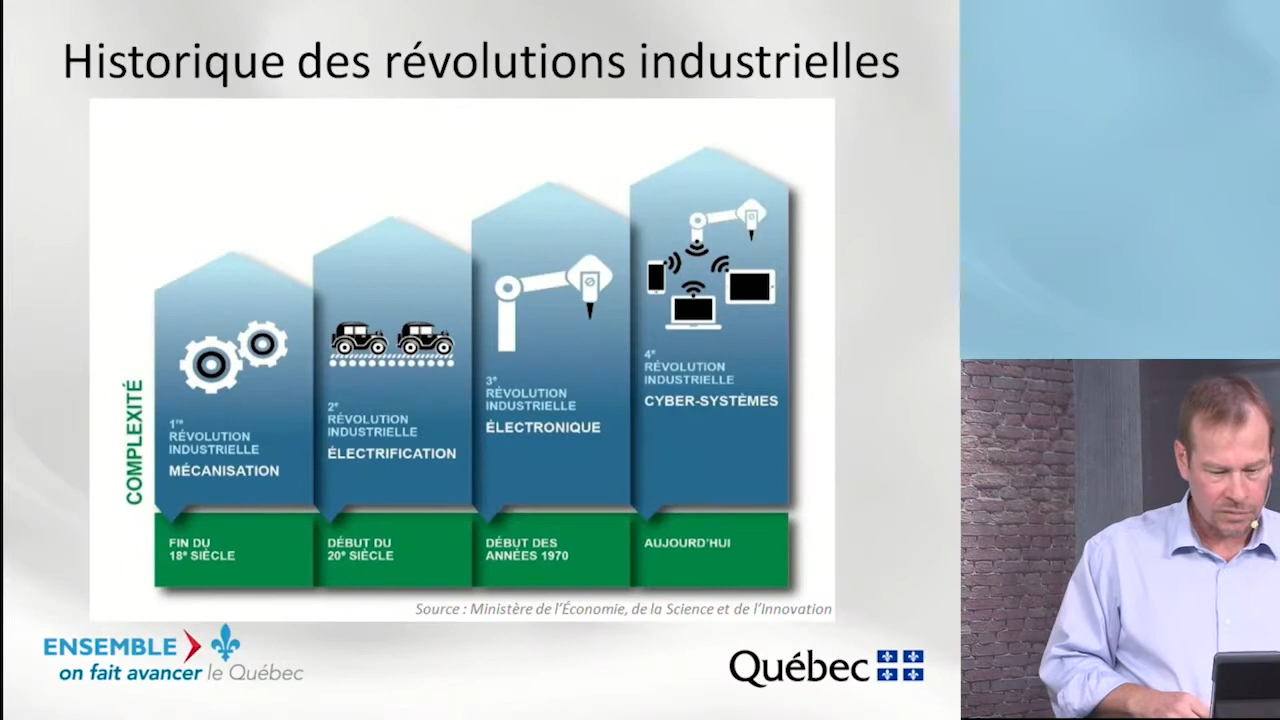 Historique des révolutions industrielles
COMPLEXITÉ
1re
RÉVOLUTION
INDUSTRIELLE
MÉCANISATION
2e
RÉVOLUTION
INDUSTRIELLE
ÉLECTRIFICATION
3e
RÉVOLUTION
INDUSTRIELLE
ÉLECTRONIQUE
4e
RÉVOLUTION
INDUSTRIELLE
CYBER-SYSTÈMES
FIN DU
18e SIÈCLE
DÉBUT DU
20e SIÈCLE
DÉBUT DES
ANNÉES 1970
AUJOURD'HUI
Source : Ministère de l'Économie, de la Science et de l'Innovation
ENSEMBLE
on fait avancer le Québec
Québec